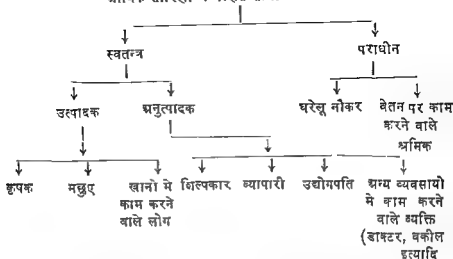 स्वतन्त्र पराधीन
उत्पादक अनुत्पादक घरेलू नौकर वेतन पर काम
करने वाले
श्रमिक
कृषक मछुए खानो मे शिल्पकार व्यापारी उद्योगपति अन्य व्यवसायो
काम करने मे काम करने
वाले लोग वाले व्यक्ति
(डाक्टर, वकील
इत्यादि